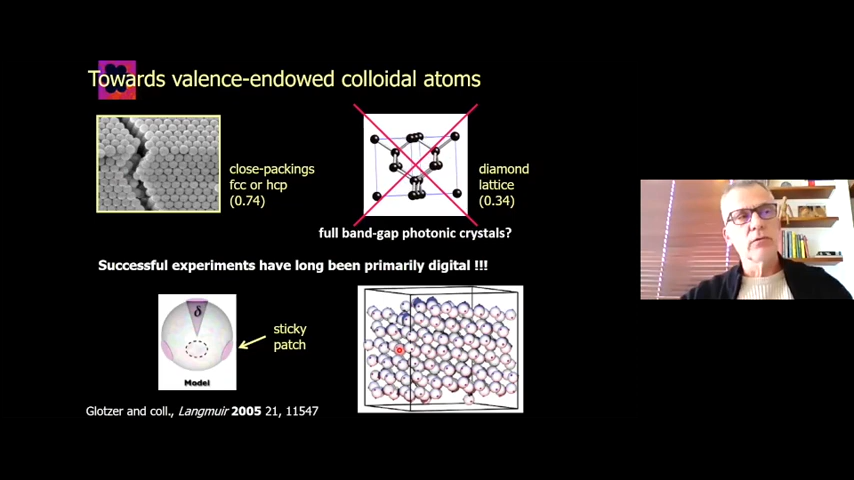 Towards valence-endowed colloidal atoms
close-packings
fcc or hcp
(0.74)
diamond
lattice
(0.34)
full band-gap photonic crystals?
Successful experiments have long been primarily digital !!!
δ
sticky
patch
Model
Glotzer and coll., Langmuir 2005 21, 11547